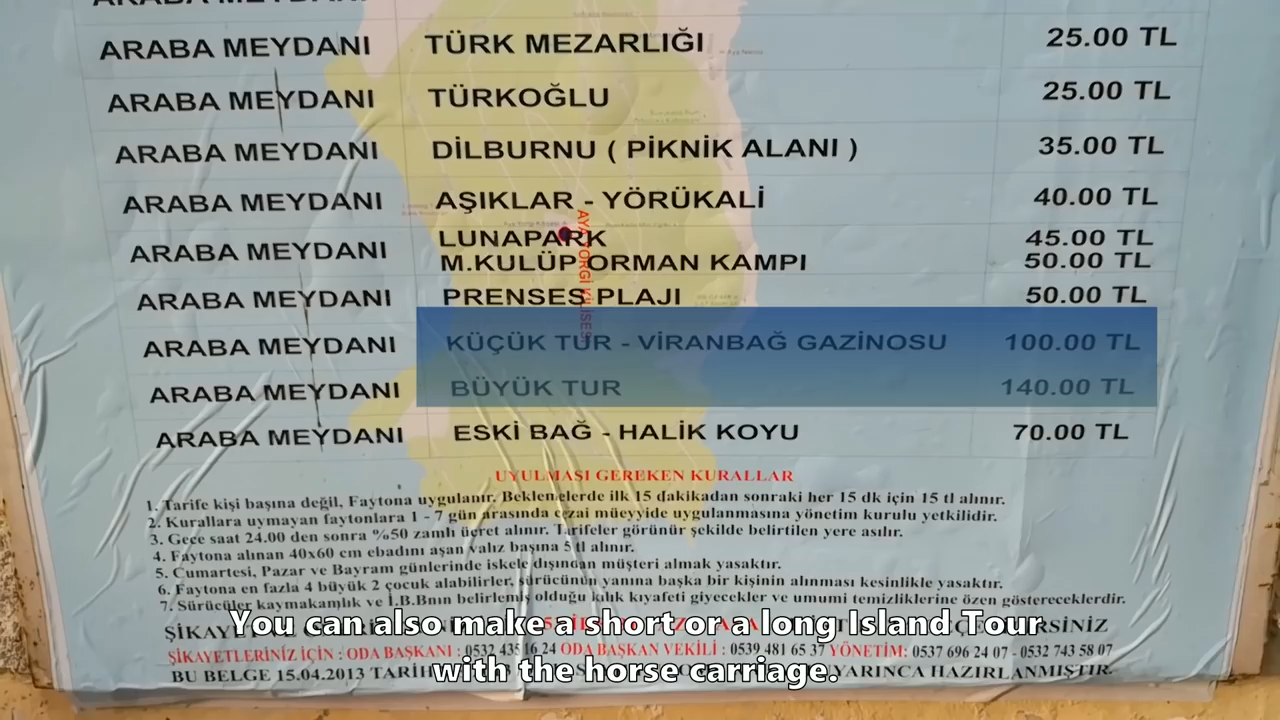 ARABA MEYDANI TÜRK MEZARLIĞI 25.00 TL
ARABA MEYDANI TÜRKOĞLU 25.00 TL
ARABA MEYDANI DİLBURNU ( PİKNİK ALANI ) 35.00 TL
ARABA MEYDANI AŞIKLAR - YÖRÜKALİ 40.00 TL
ARABA MEYDANI LUNAPARK 45.00 TL
M.KULÜP ORMAN KAMPI 50.00 TL
ARABA MEYDANI PRENSES PLAJI 50.00 TL
ARABA MEYDANI KÜÇÜK TUR - VİRANBAĞ GAZİNOSU 100.00 TL
ARABA MEYDANI BÜYÜK TUR 140.00 TL
ARABA MEYDANI ESKİ BAĞ - HALİK KOYU 70.00 TL
UYULMASI GEREKEN KURALLAR
1. Tarife kişi başına değil, Faytona uygulanır. Beklemelerde ilk 15 dakikadan sonraki her 15 dk için 15 tl alınır.
2. Kurallara uymayan faytonlara 1 - 7 gün arasında cezai müeyyide uygulanmasına yönetim kurulu yetkilidir.
3. Gece saat 24.00 den sonra %50 zamlı ücret alınır. Tarifeler görünür şekilde belirtilen yere asılır.
4. Faytona alınan 40x60 cm ebadını aşan valız başına 5 tl alınır.
5. Cumartesi, Pazar ve Bayram günlerinde iskele dışından müşteri almak yasaktır.
6. Faytona en fazla 4 büyük 2 çocuk alabilirler, sürücünün yanına başka bir kişinin alınması kesinlikle yasaktır.
7. Sürücüler kaymakamlık ve İ.B.Bnın belirlemiş olduğu kılık kıyafeti giyecekler ve umumi temizliklerine özen göstereceklerdir.
You can also make a short or a long Island Tour
ŞİKAYETLERİNİZ İÇİN : ODA BAŞKANI : 0532 435 16 24 ODA BAŞKAN VEKİLİ : 0539 481 65 37 YÖNETİM: 0537 696 24 07 - 0532 743 58 07
with the horse carriage.
BU BELGE 15.04.2013 HAZIRLANMIŞTIR.